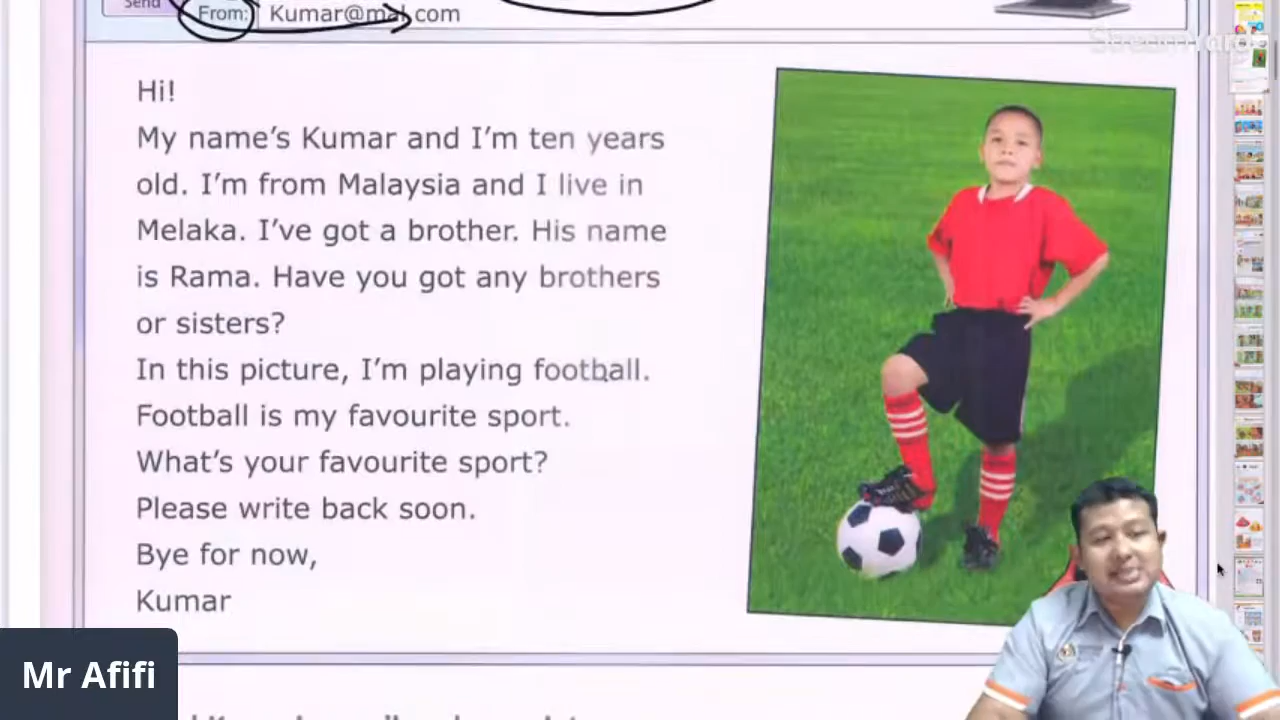 Send
From: Kumar@mal.com
StreamYard
Hi!
My name's Kumar and I'm ten years
old. I'm from Malaysia and I live in
Melaka. I've got a brother. His name
is Rama. Have you got any brothers
or sisters?
In this picture, I'm playing football.
Football is my favourite sport.
What's your favourite sport?
Please write back soon.
Bye for now,
Kumar
Mr Afifi